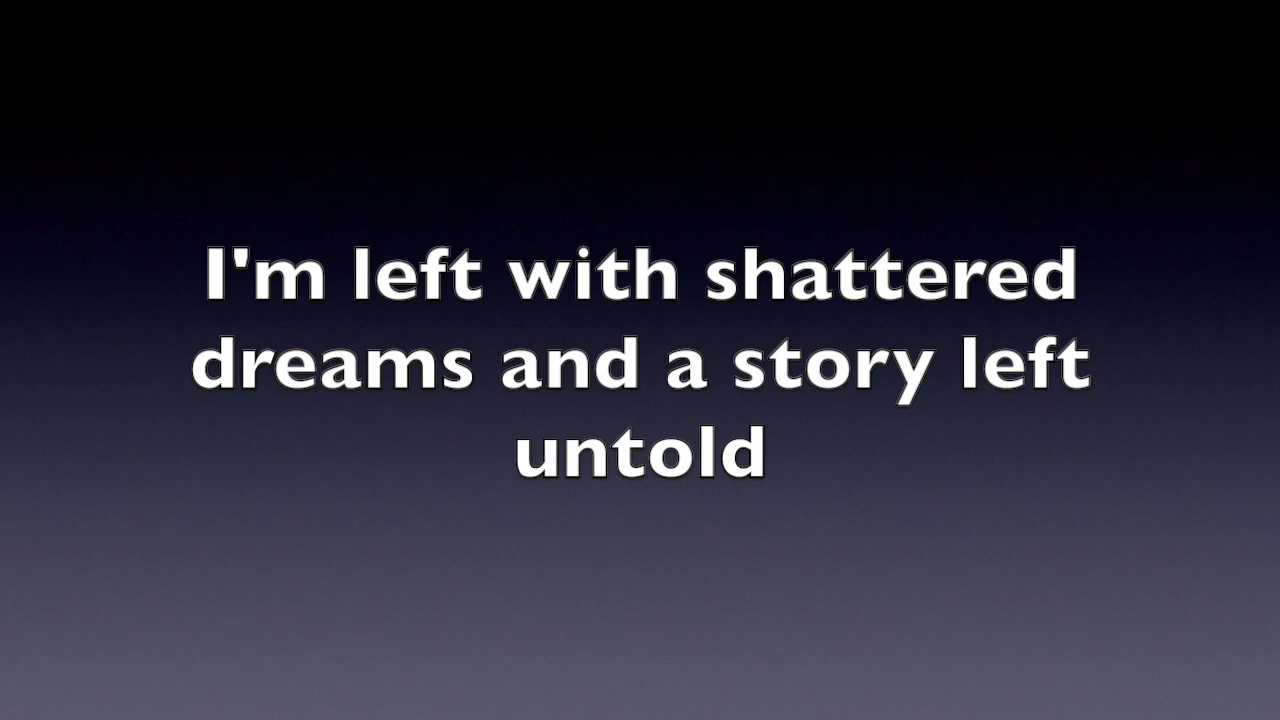 I'm left with shattered
dreams and a story left
untold